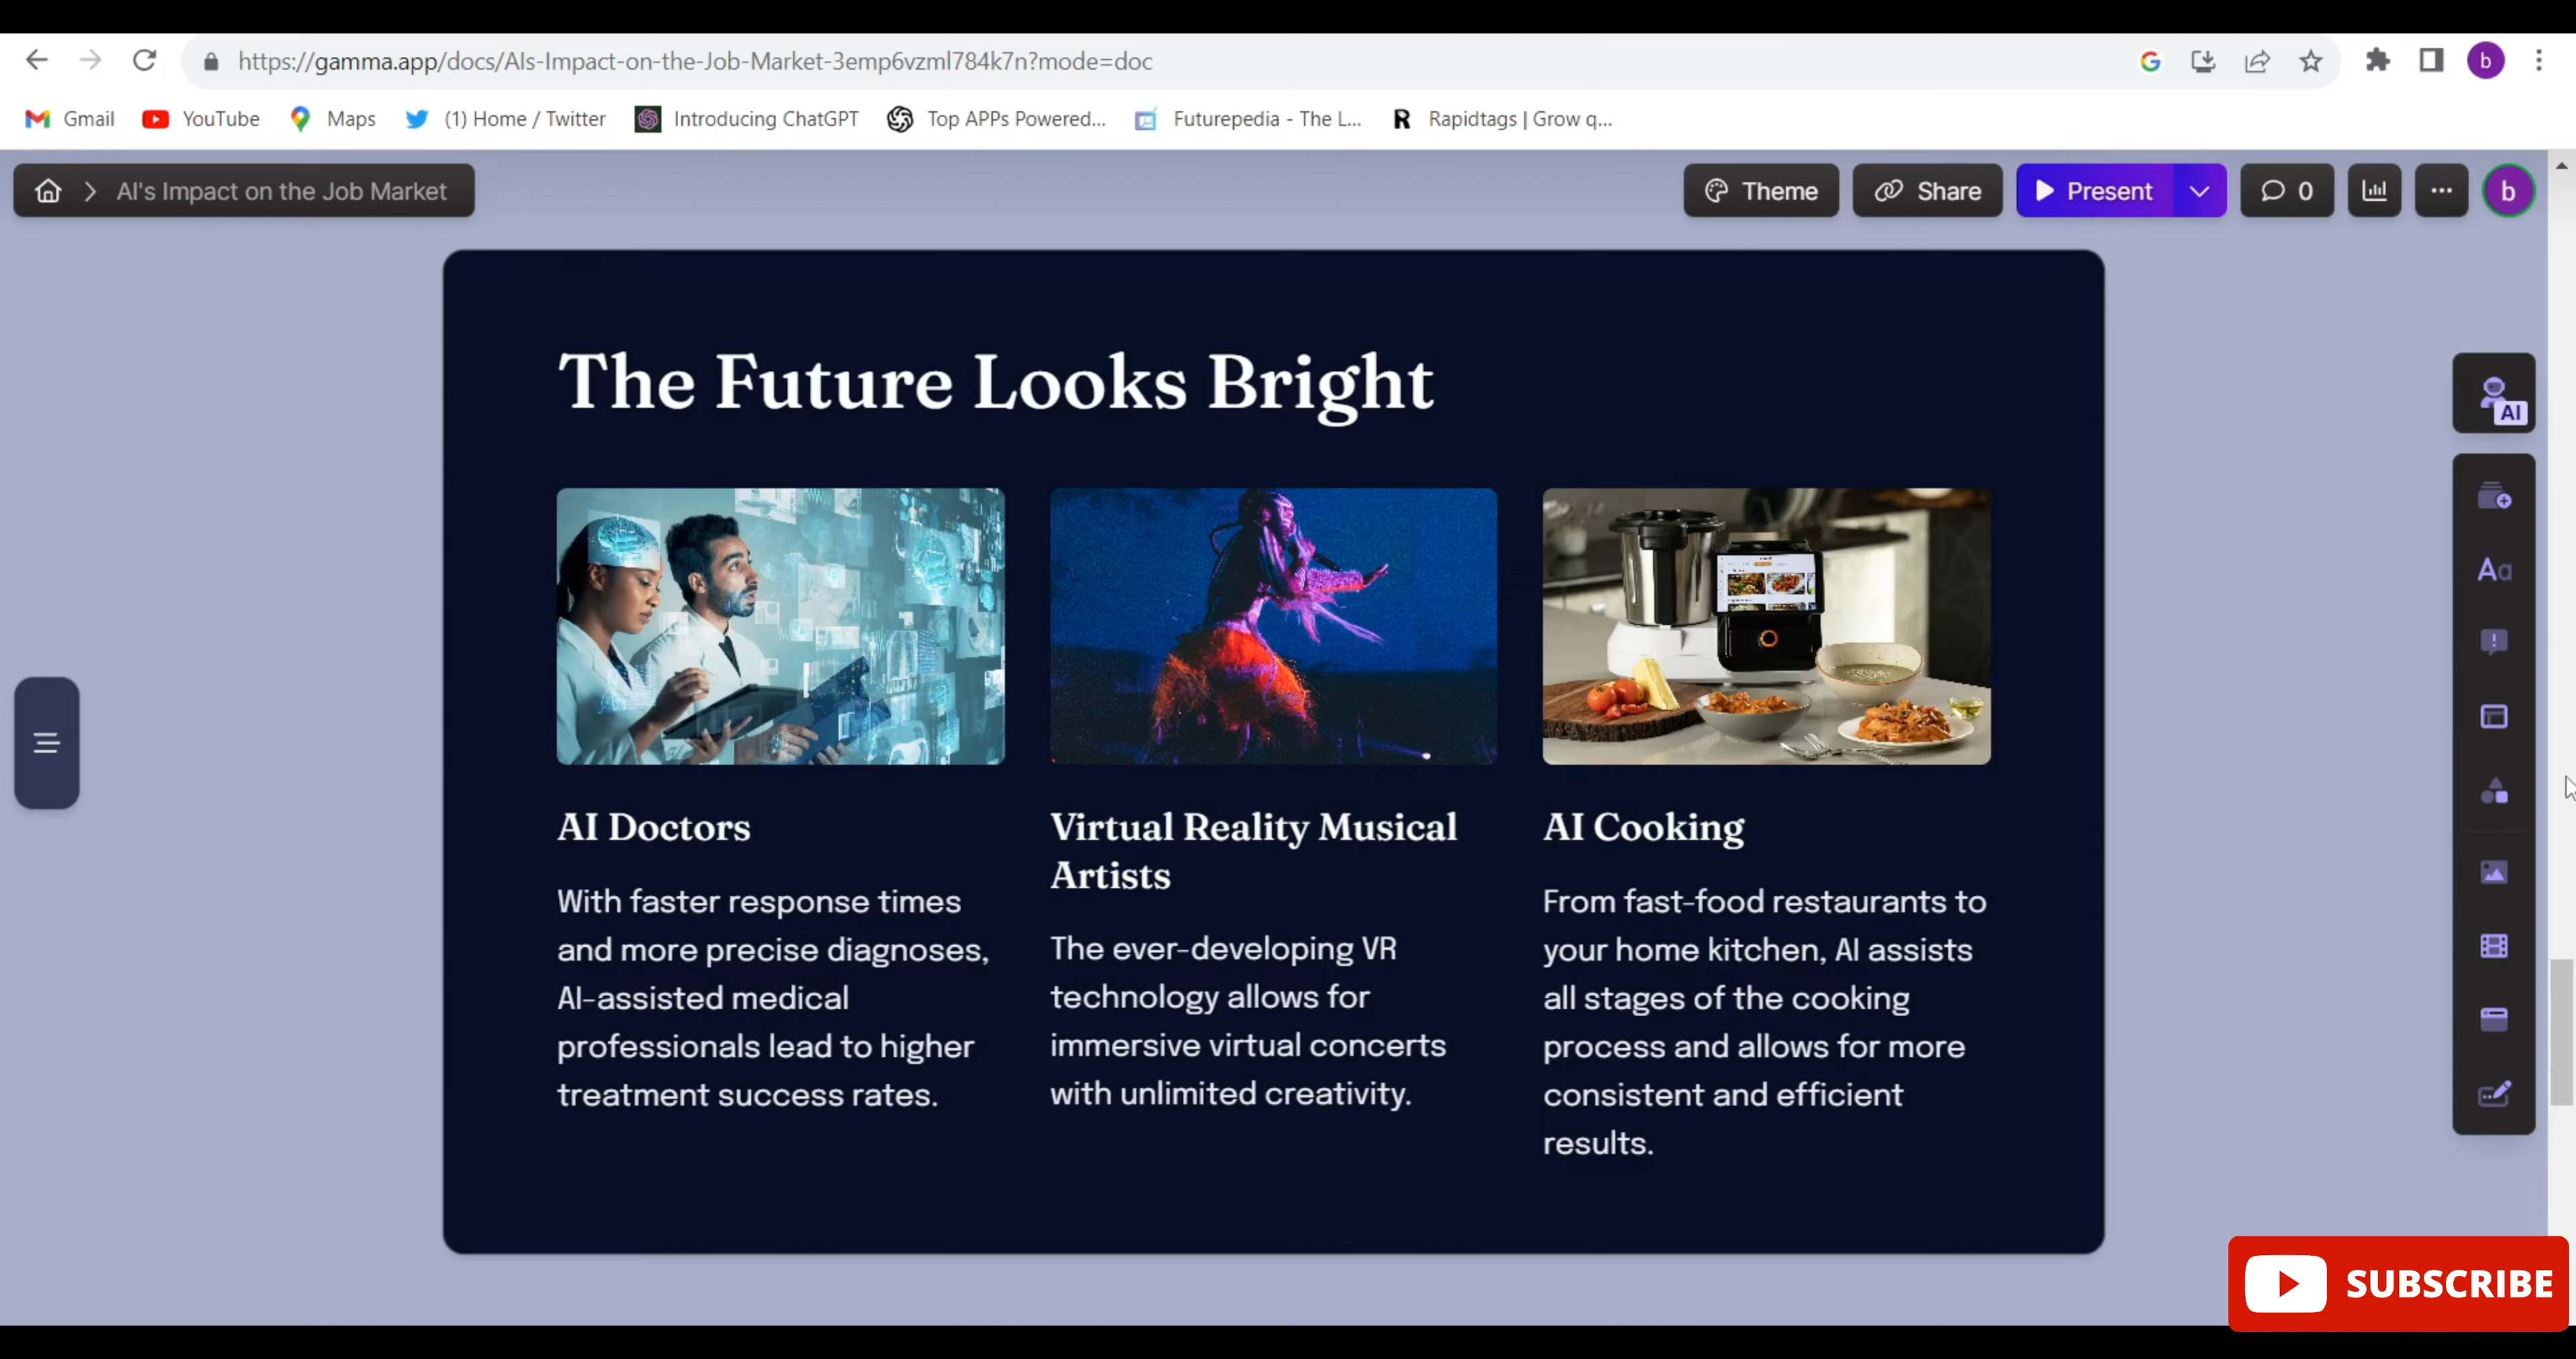 https://gamma.app/docs/AIs-Impact-on-the-Job-Market-3emp6vzml784k7n?mode=doc
b
Gmail
YouTube
Maps
(1) Home / Twitter
Introducing ChatGPT
Top APPs Powered...
Futurepedia - The L...
R
Rapidtags | Grow q...
AI's Impact on the Job Market
Theme
Share
Present
0
b
The Future Looks Bright
AI
Aa
AI Doctors
With faster response times
and more precise diagnoses,
AI-assisted medical
professionals lead to higher
treatment success rates.
Virtual Reality Musical
Artists
The ever-developing VR
technology allows for
immersive virtual concerts
with unlimited creativity.
AI Cooking
From fast-food restaurants to
your home kitchen, AI assists
all stages of the cooking
process and allows for more
consistent and efficient
results.
SUBSCRIBE